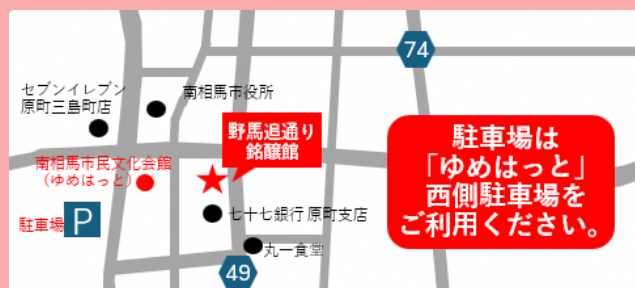 74
セブンイレブン
原町三島町店
南相馬市役所
野馬追通り
銘醸館
南相馬市民文化会館
(ゆめはっと)
駐車場 P
七十七銀行 原町支店
丸一食堂
49
駐車場は
「ゆめはっと」
西側駐車場を
ご利用ください。